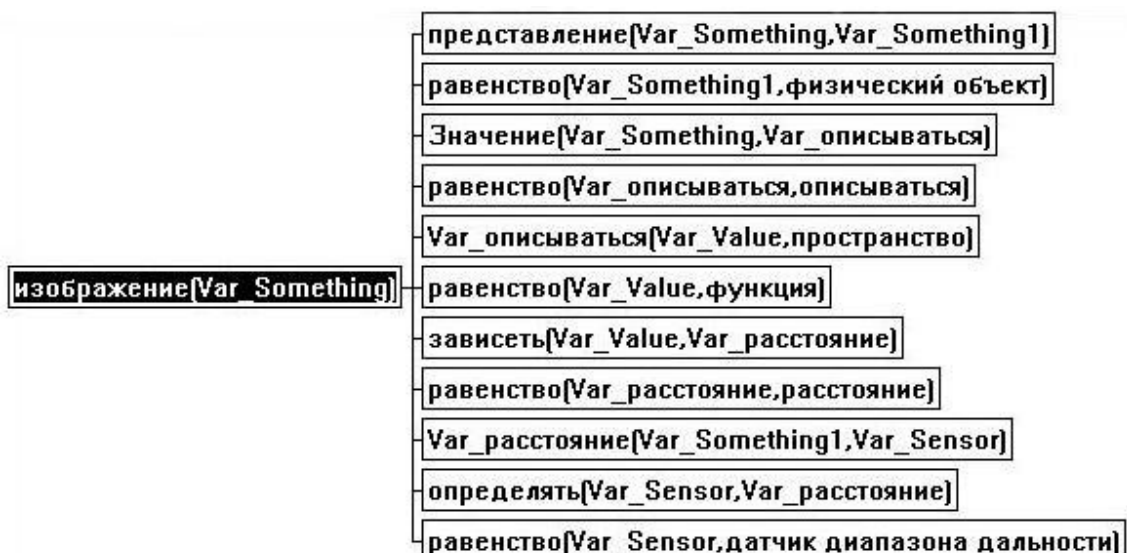 представление(Var_Something,Var_Something1)
равенство(Var_Something1,физический объект)
Значение(Var_Something,Var_описываться)
равенство(Var_описываться,описываться)
Var_описываться(Var_Value,пространство)
изображение(Var_Something)
равенство(Var_Value,функция)
зависеть(Var_Value,Var_расстояние)
равенство(Var_расстояние,расстояние)
Var_расстояние(Var_Something1,Var_Sensor)
определять(Var_Sensor,Var_расстояние)
равенство(Var_Sensor,датчик диапазона дальности)